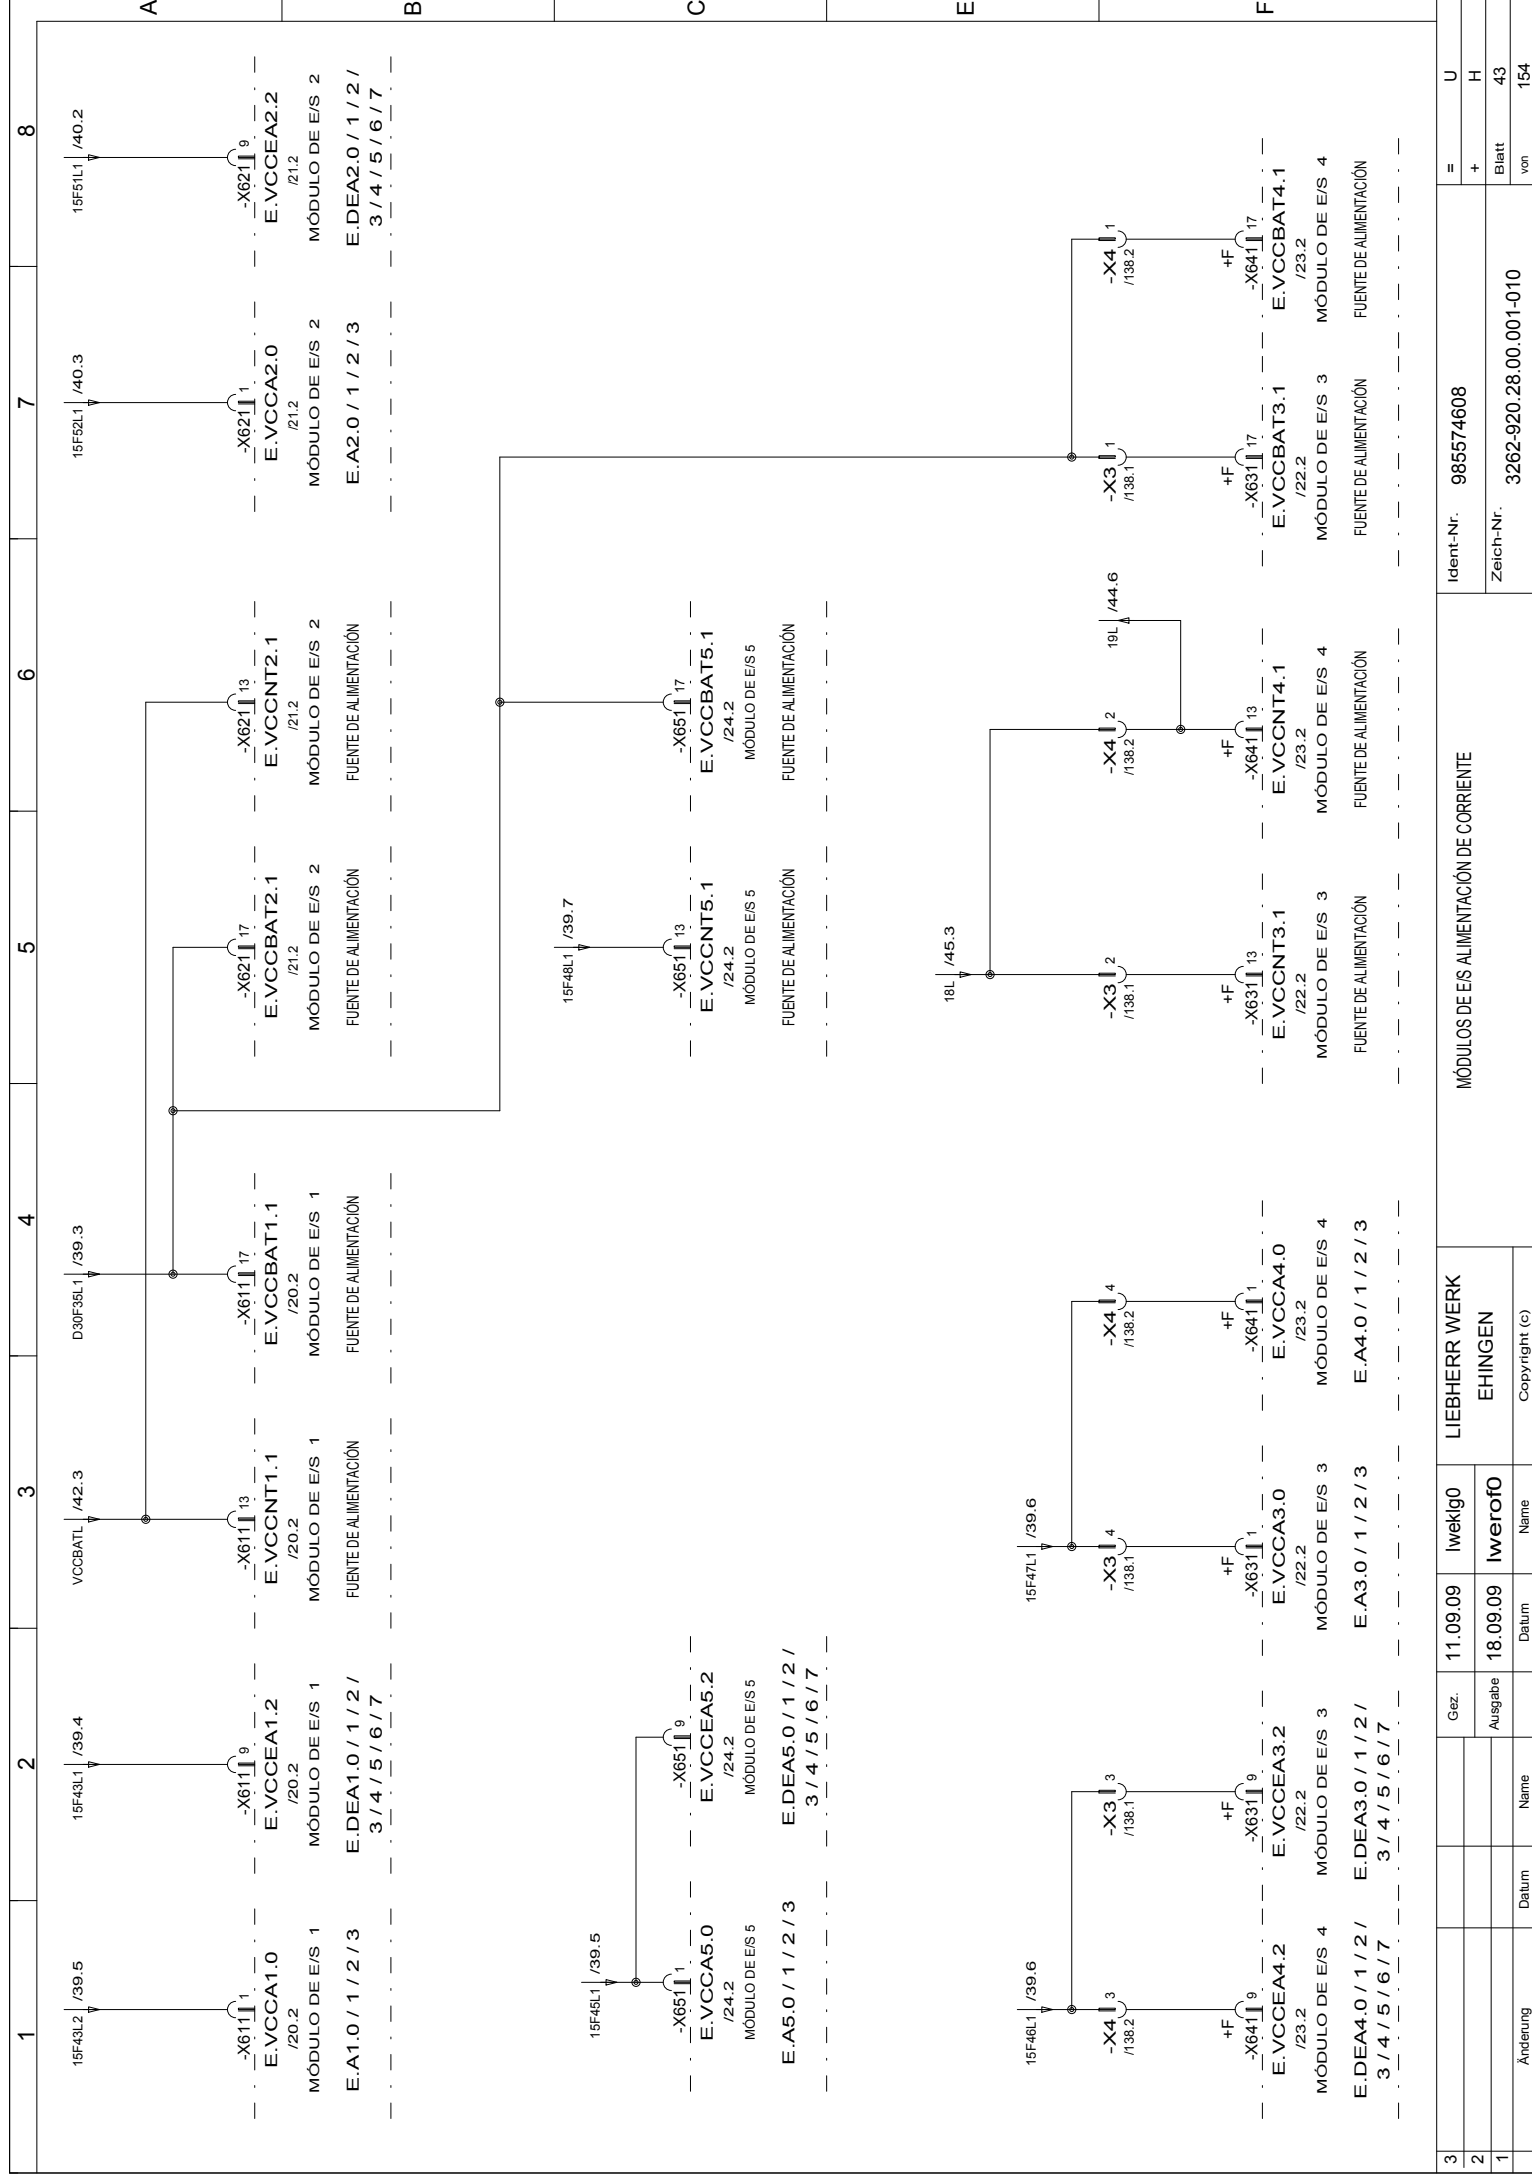 1
2
3
4
5
6
7
8
A
B
C
E
F
15F43L2 /39.5
-X611 1
E.VCCA1.0
/20.2
MÓDULO DE E/S 1
E.A1.0 / 1 / 2 / 3
15F43L1 /39.4
-X611 9
E.VCCEA1.2
/20.2
MÓDULO DE E/S 1
E.DEA1.0 / 1 / 2 /
3 / 4 / 5 / 6 / 7
VCCBATL /42.3
-X611 13
E.VCCNT1.1
/20.2
MÓDULO DE E/S 1
FUENTE DE ALIMENTACIÓN
D30F35L1 /39.3
-X611 17
E.VCCBAT1.1
/20.2
MÓDULO DE E/S 1
FUENTE DE ALIMENTACIÓN
-X621 17
E.VCCBAT2.1
/21.2
MÓDULO DE E/S 2
FUENTE DE ALIMENTACIÓN
-X621 13
E.VCCNT2.1
/21.2
MÓDULO DE E/S 2
FUENTE DE ALIMENTACIÓN
15F52L1 /40.3
-X621 1
E.VCCA2.0
/21.2
MÓDULO DE E/S 2
E.A2.0 / 1 / 2 / 3
15F51L1 /40.2
-X621 9
E.VCCEA2.2
/21.2
MÓDULO DE E/S 2
E.DEA2.0 / 1 / 2 /
3 / 4 / 5 / 6 / 7
15F45L1 /39.5
-X651 1
E.VCCA5.0
/24.2
MÓDULO DE E/S 5
E.A5.0 / 1 / 2 / 3
-X651 9
E.VCCEA5.2
/24.2
MÓDULO DE E/S 5
E.DEA5.0 / 1 / 2 /
3 / 4 / 5 / 6 / 7
15F48L1 /39.7
-X651 13
E.VCCNT5.1
/24.2
MÓDULO DE E/S 5
FUENTE DE ALIMENTACIÓN
-X651 17
E.VCCBAT5.1
/24.2
MÓDULO DE E/S 5
FUENTE DE ALIMENTACIÓN
15F46L1 /39.6
-X4 3
/138.2
+F
-X641 9
E.VCCEA4.2
/23.2
MÓDULO DE E/S 4
E.DEA4.0 / 1 / 2 /
3 / 4 / 5 / 6 / 7
-X3 3
/138.1
+F
-X631 9
E.VCCEA3.2
/22.2
MÓDULO DE E/S 3
E.DEA3.0 / 1 / 2 /
3 / 4 / 5 / 6 / 7
15F47L1 /39.6
-X3 4
/138.1
+F
-X631 1
E.VCCA3.0
/22.2
MÓDULO DE E/S 3
E.A3.0 / 1 / 2 / 3
-X4 4
/138.2
+F
-X641 1
E.VCCA4.0
/23.2
MÓDULO DE E/S 4
E.A4.0 / 1 / 2 / 3
18L /45.3
-X3 2
/138.1
+F
-X631 13
E.VCCNT3.1
/22.2
MÓDULO DE E/S 3
FUENTE DE ALIMENTACIÓN
-X4 2
/138.2
19L /44.6
+F
-X641 13
E.VCCNT4.1
/23.2
MÓDULO DE E/S 4
FUENTE DE ALIMENTACIÓN
-X3 1
/138.1
+F
-X631 17
E.VCCBAT3.1
/22.2
MÓDULO DE E/S 3
FUENTE DE ALIMENTACIÓN
-X4 1
/138.2
+F
-X641 17
E.VCCBAT4.1
/23.2
MÓDULO DE E/S 4
FUENTE DE ALIMENTACIÓN
3
2
1
Änderung
Datum
Name
Gez. 11.09.09 lweklg0
Ausgabe 18.09.09 lwerof0
Datum
Name
LIEBHERR WERK
EHINGEN
Copyright (c)
MÓDULOS DE E/S ALIMENTACIÓN DE CORRIENTE
Ident-Nr. 985574608
Zeich-Nr. 3262-920.28.00.001-010
= U
+ H
Blatt 43
von 154